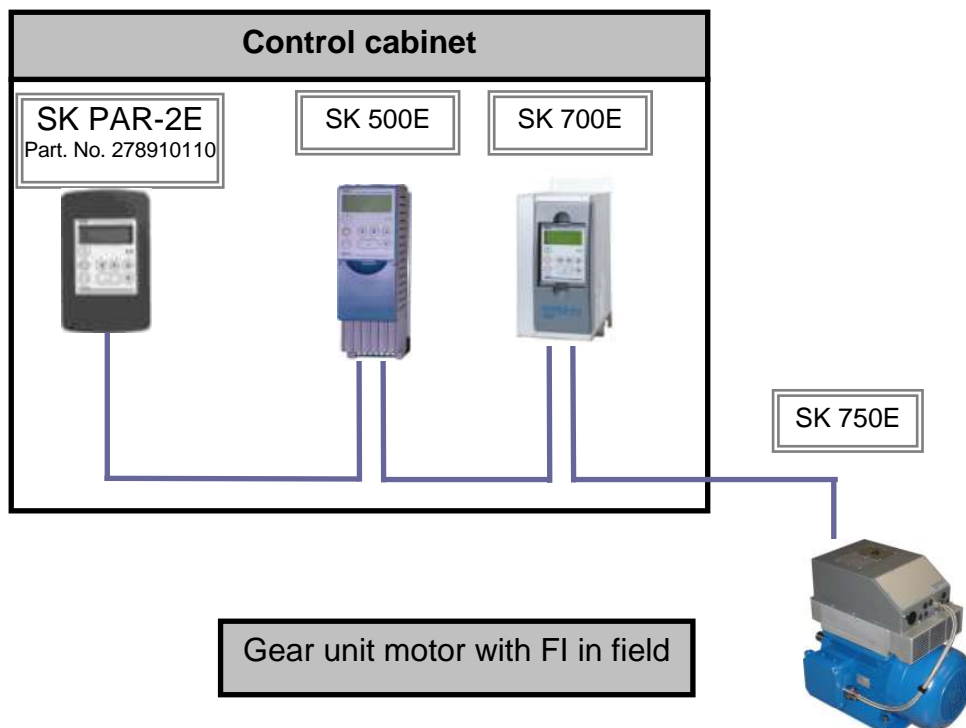 Control cabinet
SK PAR-2E
Part. No. 278910110
SK 500E
SK 700E
SK 750E
Gear unit motor with FI in field